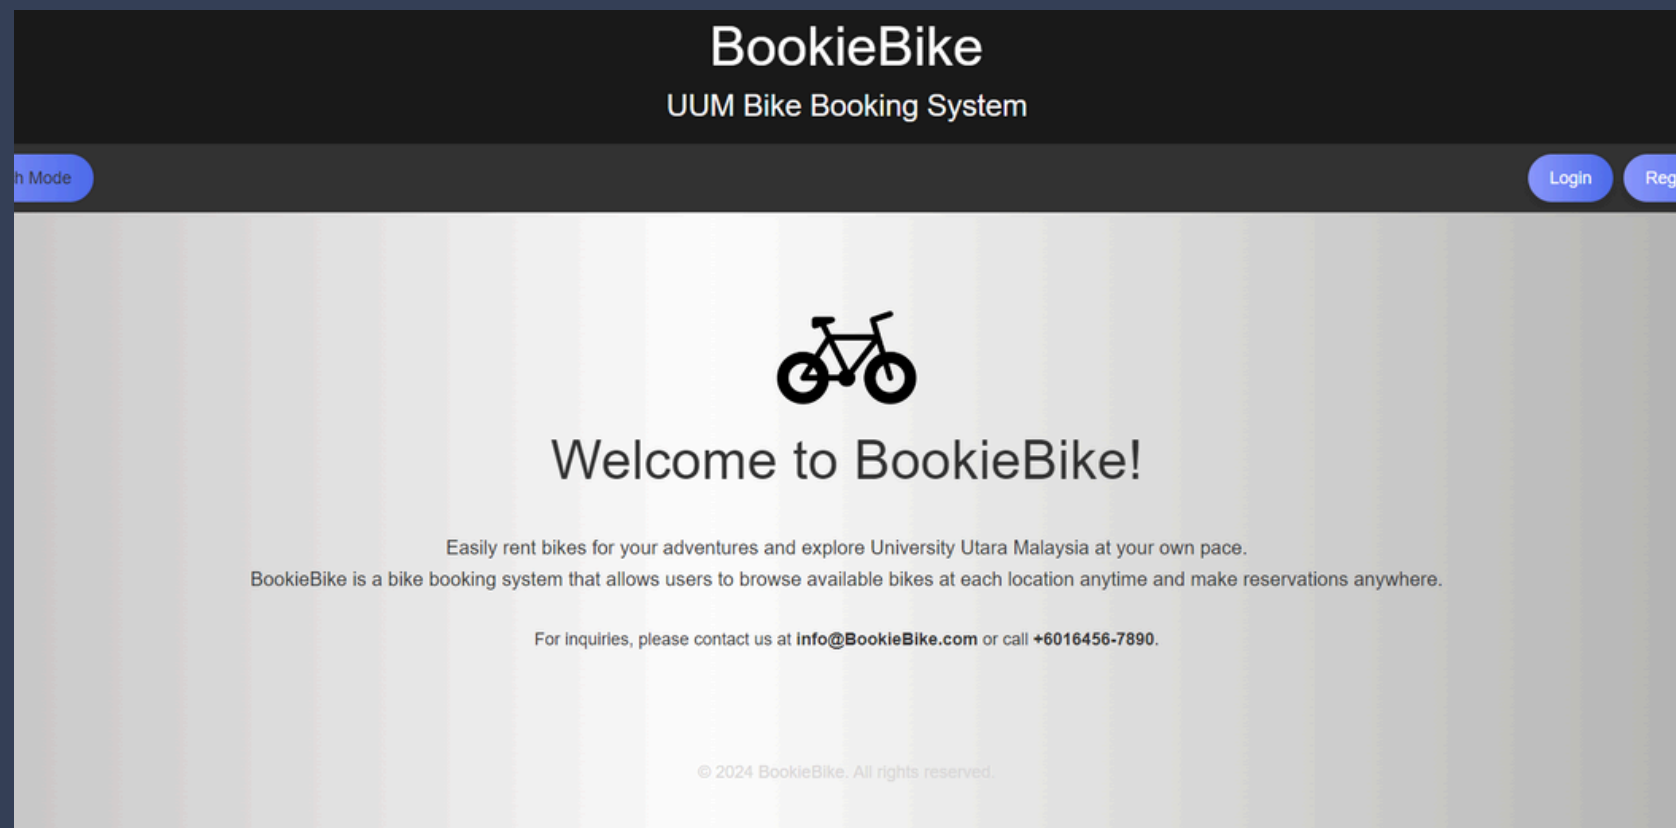 BookieBike
UUM Bike Booking System
h Mode
Login
Reg
Welcome to BookieBike!
Easily rent bikes for your adventures and explore University Utara Malaysia at your own pace.
BookieBike is a bike booking system that allows users to browse available bikes at each location anytime and make reservations anywhere.
For inquiries, please contact us at info@BookieBike.com or call +6016456-7890.
© 2024 BookieBike. All rights reserved.